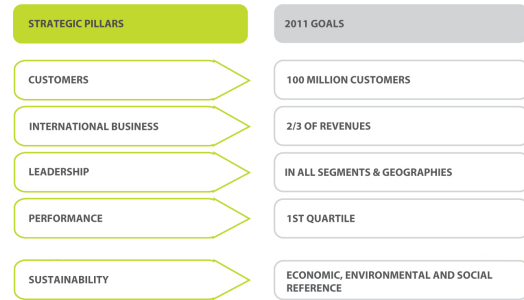 STRATEGIC PILLARS
2011 GOALS
CUSTOMERS
100 MILLION CUSTOMERS
INTERNATIONAL BUSINESS
2/3 OF REVENUES
LEADERSHIP
IN ALL SEGMENTS & GEOGRAPHIES
PERFORMANCE
1ST QUARTILE
SUSTAINABILITY
ECONOMIC, ENVIRONMENTAL AND SOCIAL
REFERENCE